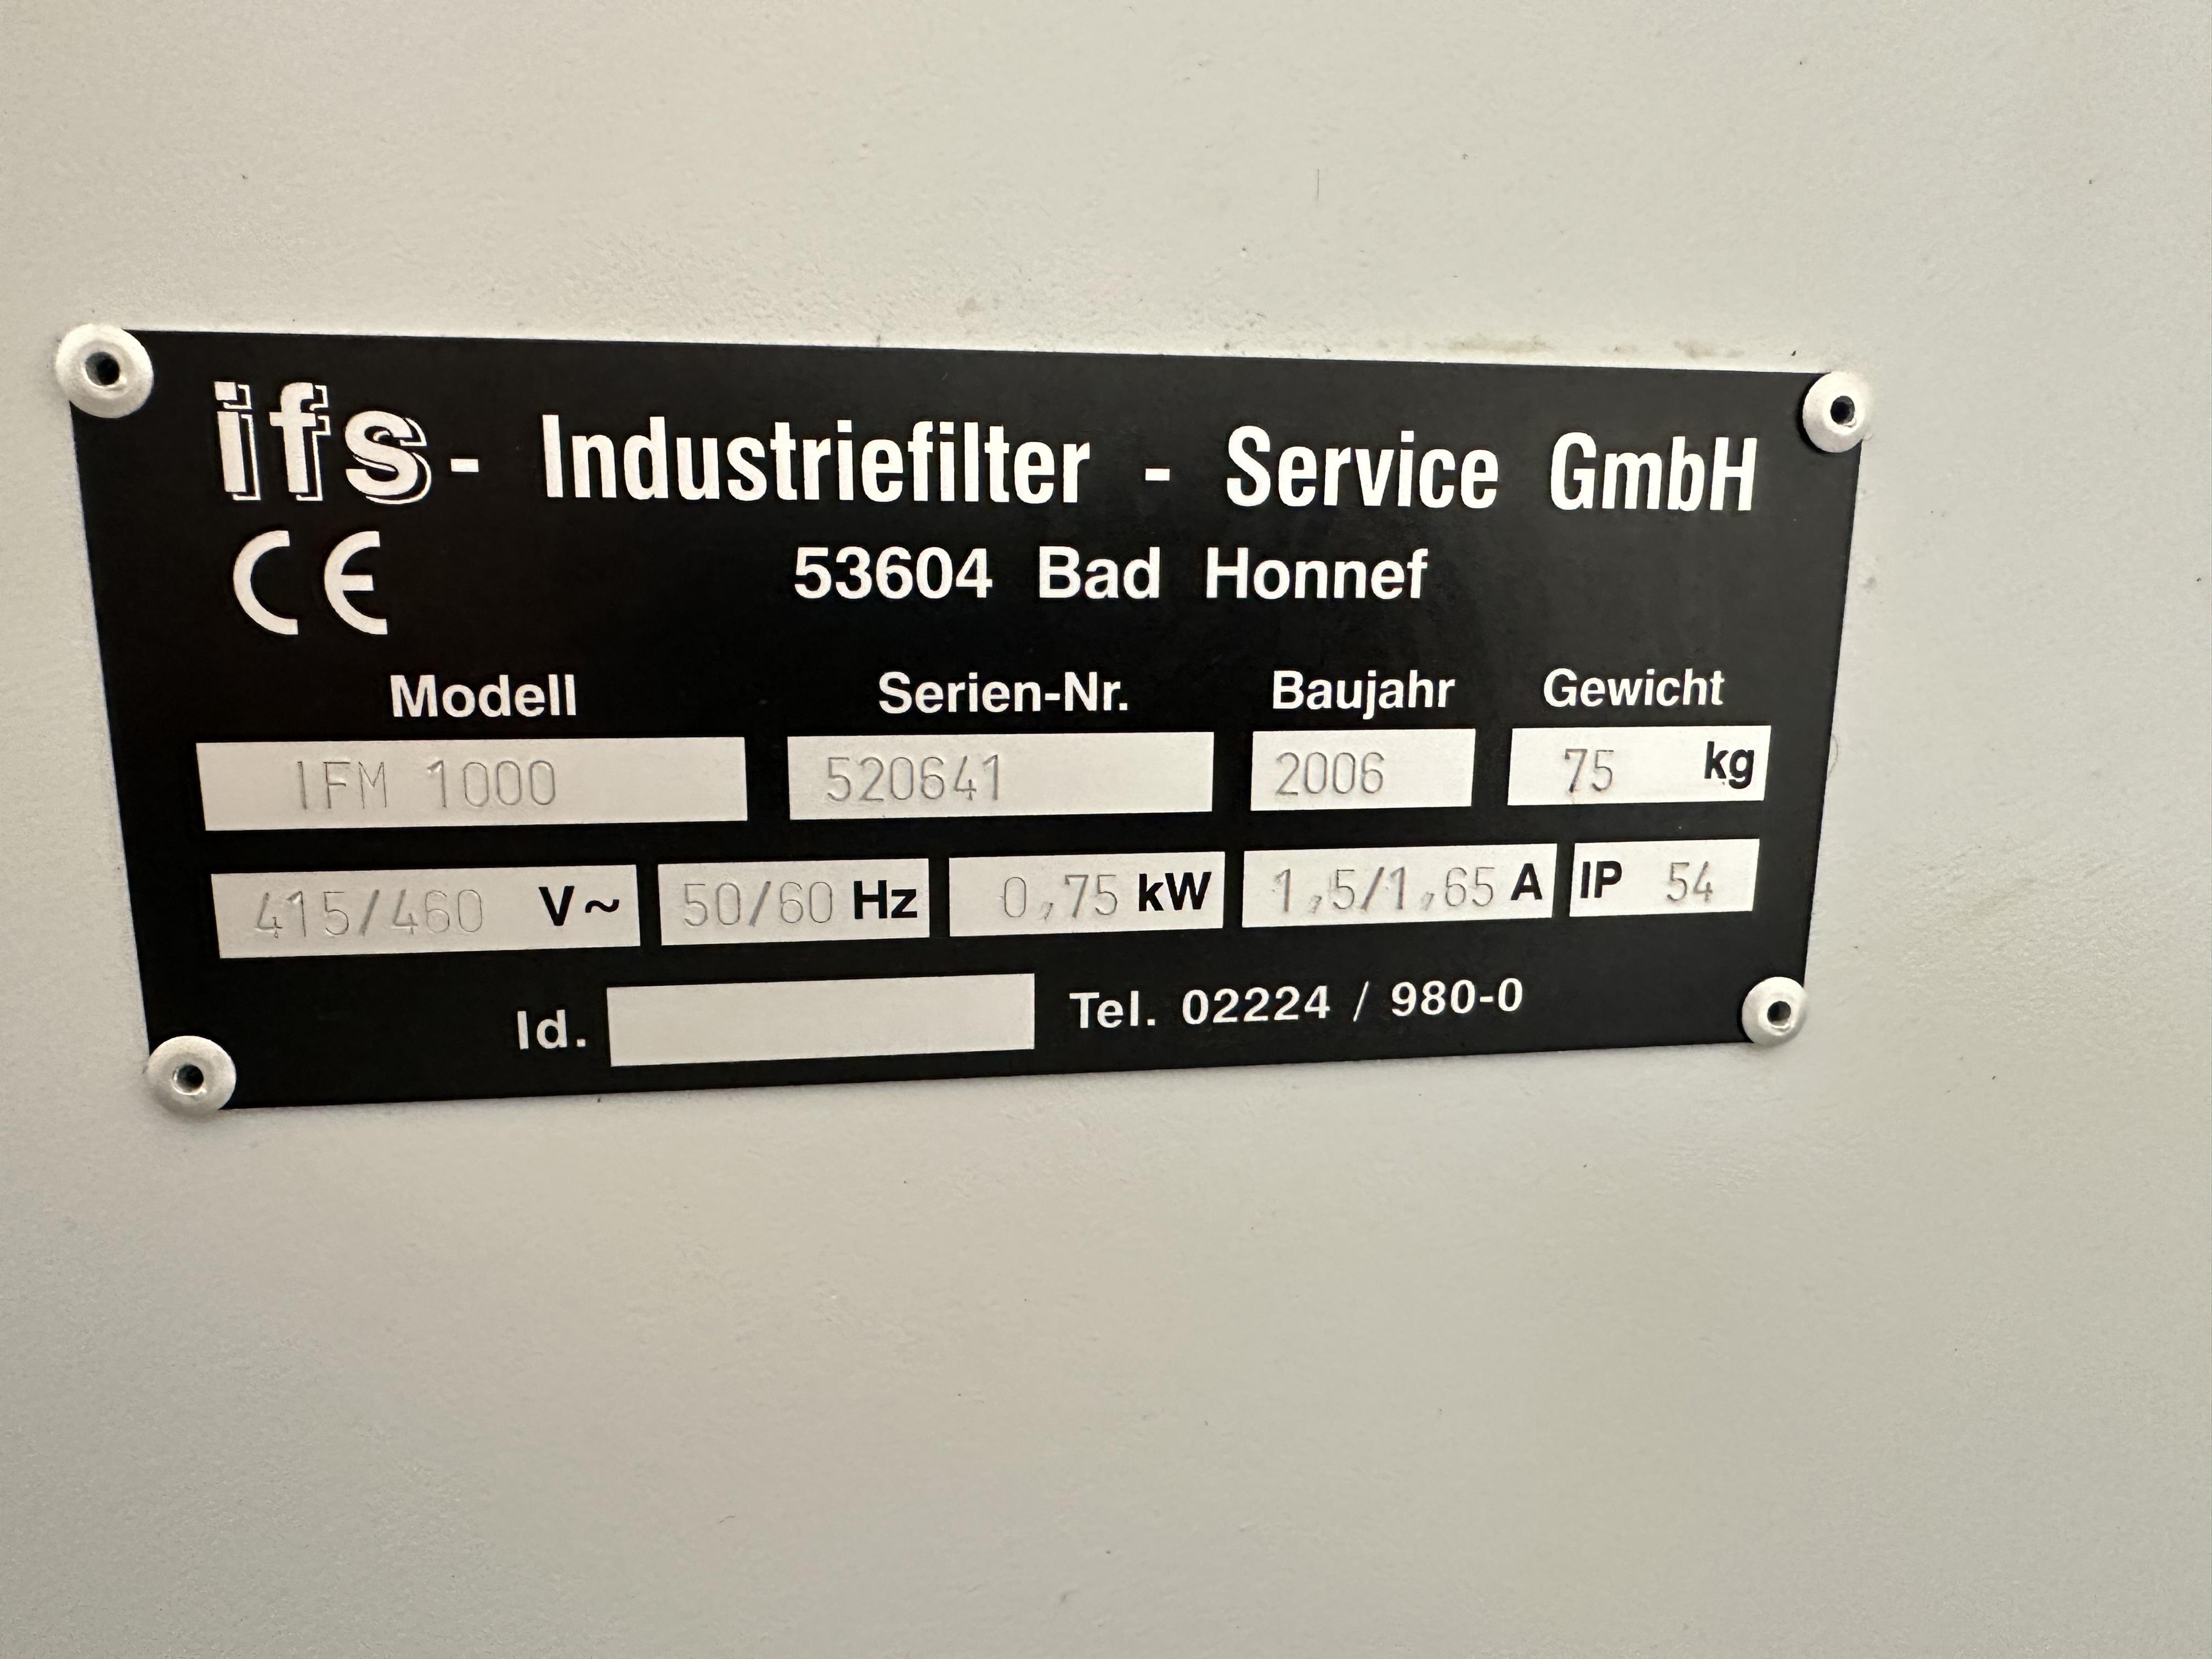 ifs - Industriefilter - Service GmbH
CE 53604 Bad Honnef
Modell Serien-Nr. Baujahr Gewicht
IFM 1000 520641 2006 75 kg
415/460 V~ 50/60 Hz 0,75 kW 1,5/1,65 A IP 54
Id. Tel. 02224 / 980-0